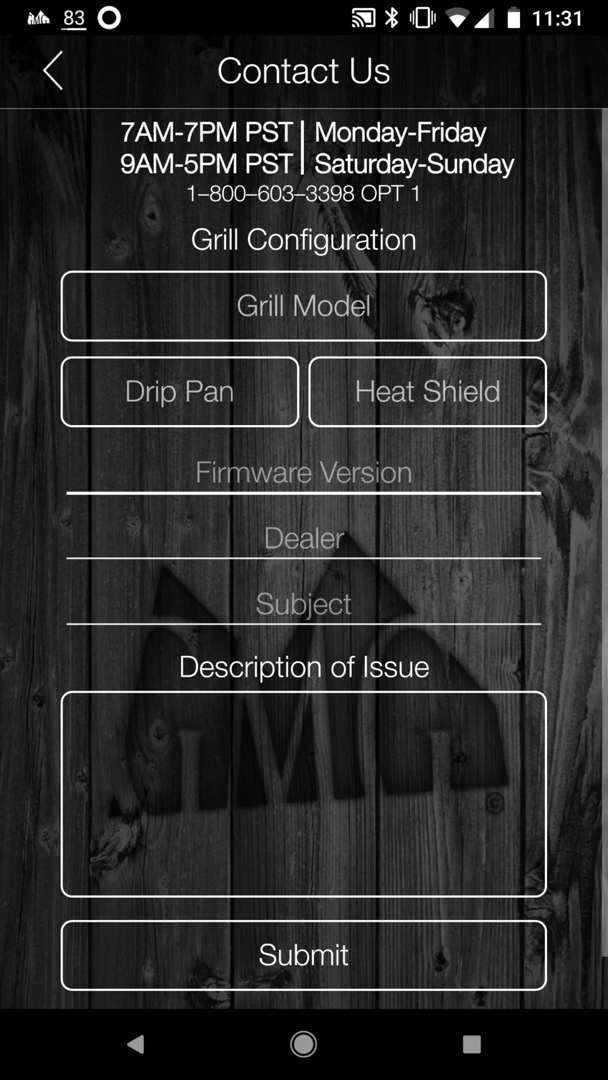 83
11:31
Contact Us
7AM-7PM PST | Monday-Friday
9AM-5PM PST | Saturday-Sunday
1–800–603–3398 OPT 1
Grill Configuration
Grill Model
Drip Pan
Heat Shield
Firmware Version
Dealer
Subject
Description of Issue
GMG
©
Submit